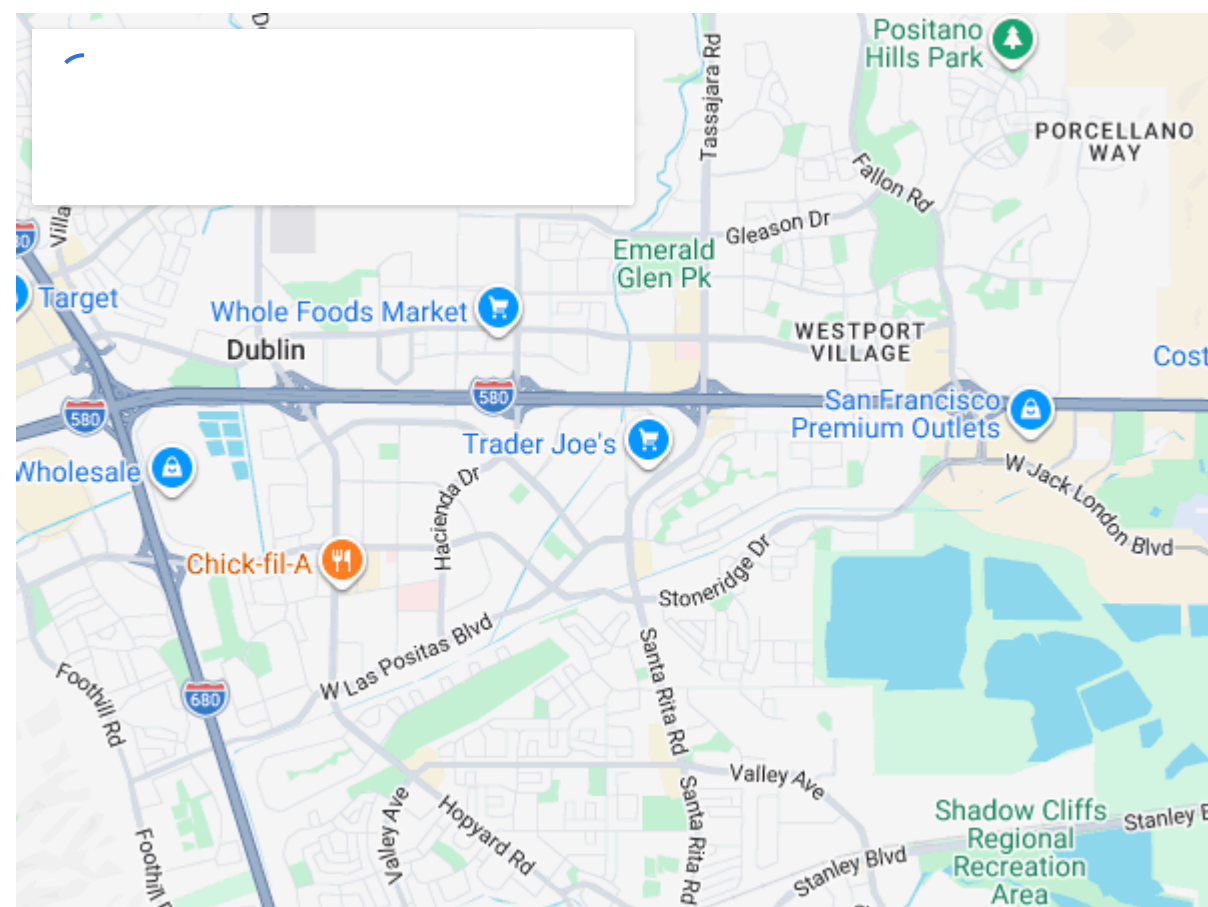 Positano
Hills Park
Tassajara Rd
PORCELLANO
WAY
Fallon Rd
Villa
Gleason Dr
Emerald
Glen Pk
Target
Whole Foods Market
WESTPORT
VILLAGE
Dublin
Cost
580
580
San Francisco
Premium Outlets
Trader Joe's
Wholesale
W Jack London Blvd
Hacienda Dr
Chick-fil-A
Stoneridge Dr
W Las Positas Blvd
Santa Rita Rd
Foothill Rd
680
Valley Ave
Santa Rita Rd
Valley Ave
Hopyard Rd
Shadow Cliffs
Regional
Recreation
Area
Stanley B
Stanley Blvd
Foothill